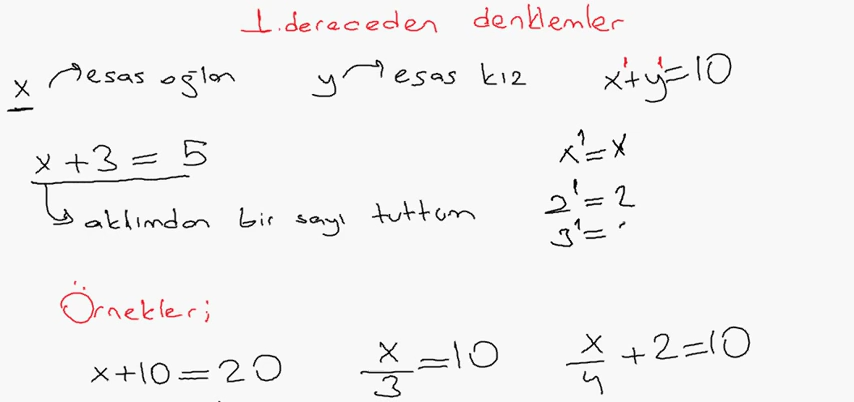 1. dereceden denklemler
x → esas oğlan y → esas kız x¹+y¹=10
x+3=5 x¹=x
↳ aklımdan bir sayı tuttum 2¹=2
3¹=
Örnekler;
x+10=20 x/3=10 x/4+2=10